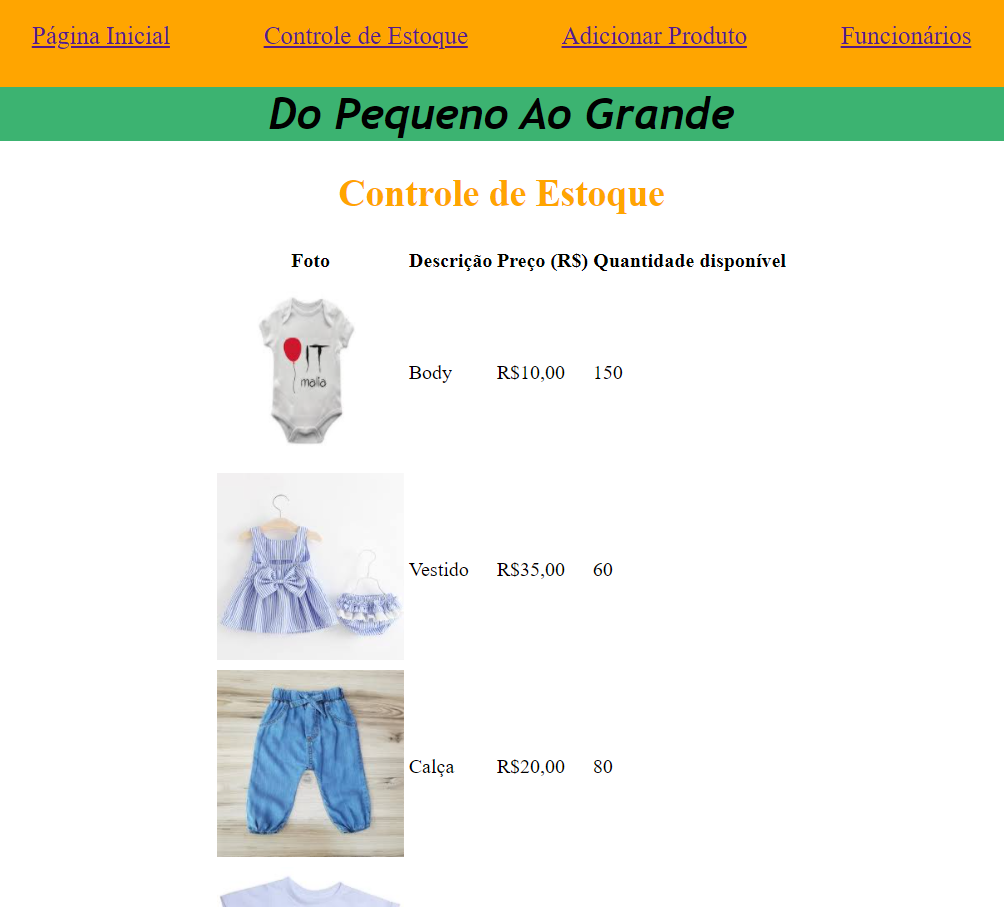 Página Inicial Controle de Estoque Adicionar Produto Funcionários
Do Pequeno Ao Grande
Controle de Estoque
Foto Descrição Preço (R$) Quantidade disponível
IT
malia
Body R$10,00 150
Vestido R$35,00 60
Calça R$20,00 80